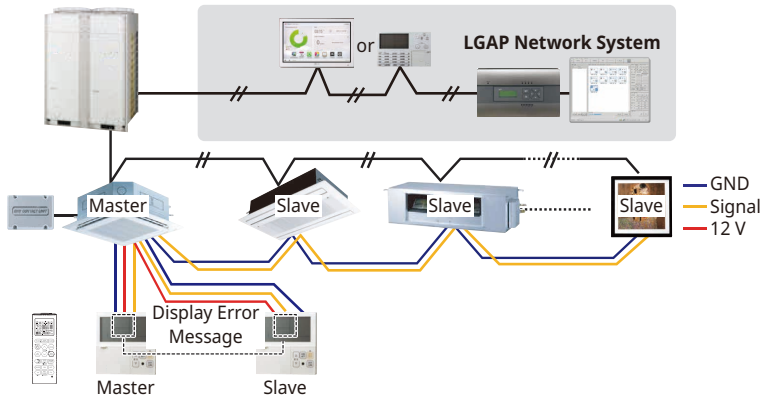 or
LGAP Network System
Master
Slave
Slave
Slave
GND
Signal
12 V
Display Error
Message
Master
Slave